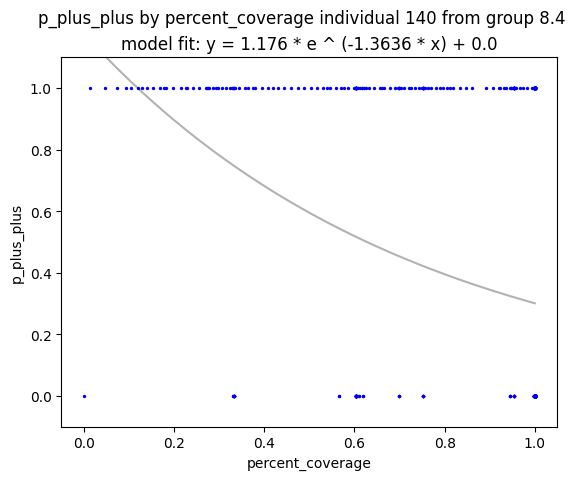 p_plus_plus by percent_coverage individual 140 from group 8.4
model fit: y = 1.176 * e ^ (-1.3636 * x) + 0.0
1.0
0.8
0.6
0.4
0.2
0.0
p_plus_plus
0.0 0.2 0.4 0.6 0.8 1.0
percent_coverage